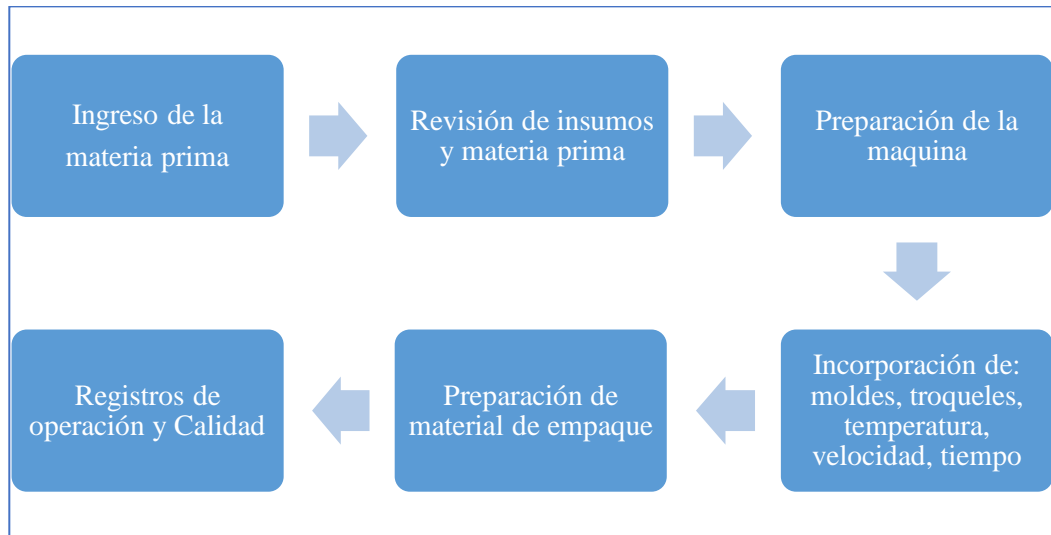 Ingreso de la
materia prima
Revisión de insumos
y materia prima
Preparación de la
maquina
Incorporación de:
moldes, troqueles,
temperatura,
velocidad, tiempo
Preparación de
material de empaque
Registros de
operación y Calidad